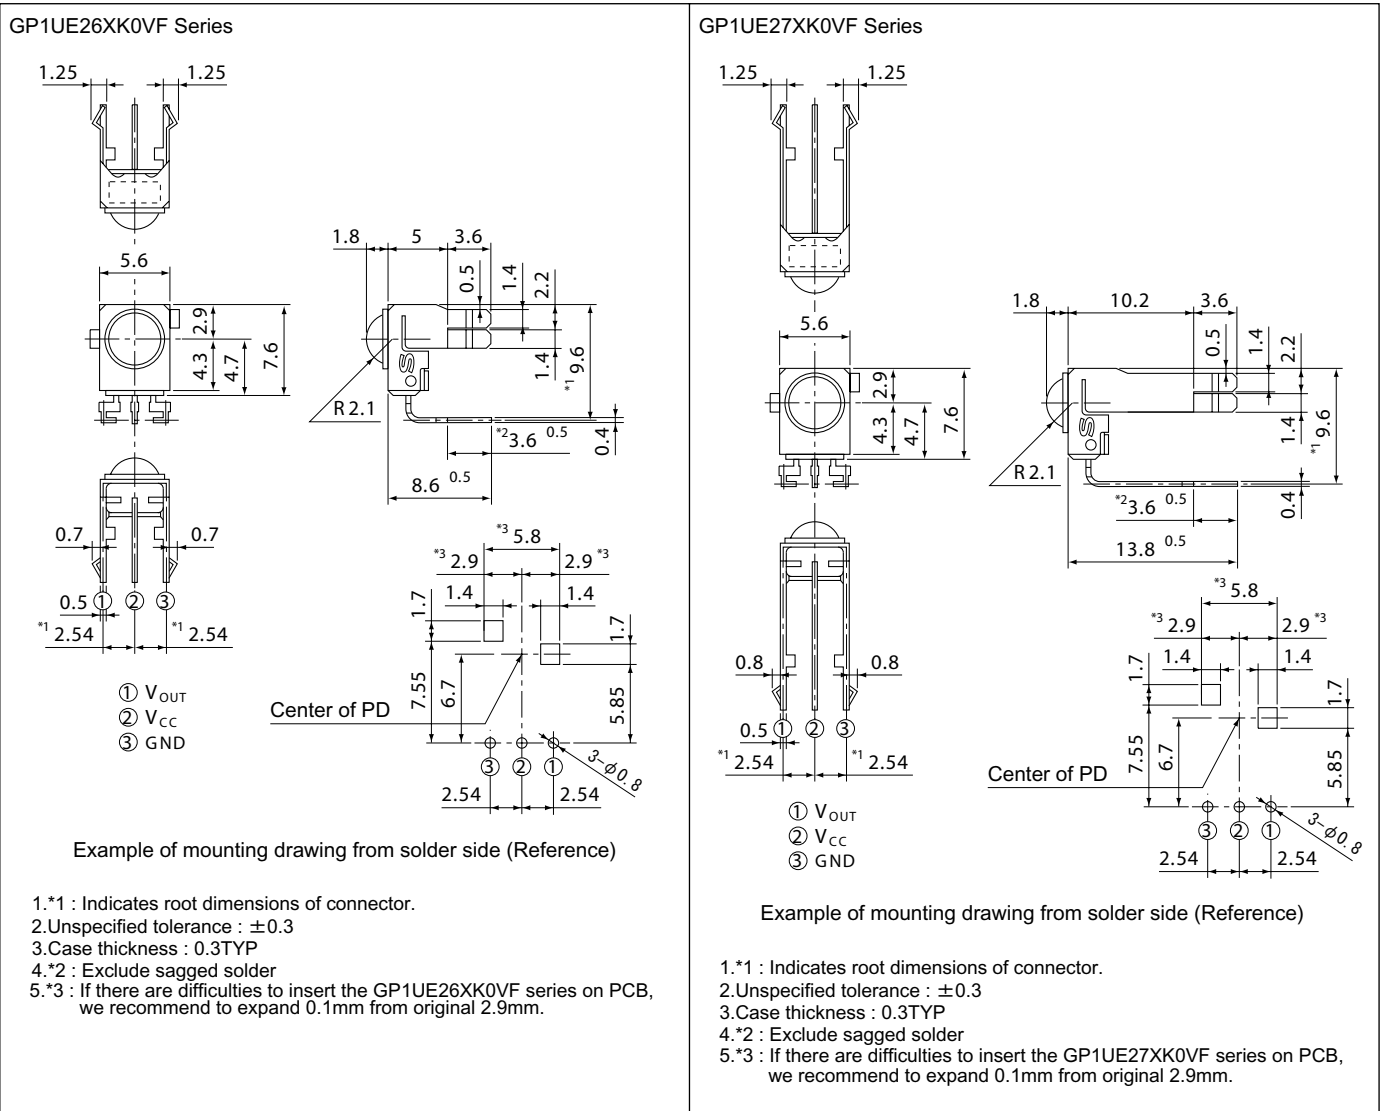 GP1UE26XK0VF Series
1.25 1.25
5.6
2.9
4.3
4.7
7.6
1.8 5 3.6
0.5
1.4
2.2
1.4
*1 9.6
R 2.1
*2 3.6 0.5
0.4
8.6 0.5
0.7 0.7
0.5 ① ② ③
*1 2.54 *1 2.54
① VOUT
② VCC
③ GND
*3 5.8
*3 2.9 2.9 *3
1.4 1.4
1.7
1.7
7.55
6.7
5.85
Center of PD
③ ② ①
3-ϕ0.8
2.54 2.54
Example of mounting drawing from solder side (Reference)
1.*1 : Indicates root dimensions of connector.
2.Unspecified tolerance : ±0.3
3.Case thickness : 0.3TYP
4.*2 : Exclude sagged solder
5.*3 : If there are difficulties to insert the GP1UE26XK0VF series on PCB,
we recommend to expand 0.1mm from original 2.9mm.
GP1UE27XK0VF Series
1.25 1.25
5.6
2.9
4.3
4.7
7.6
1.8 10.2 3.6
0.5
1.4
2.2
1.4
*1 9.6
R 2.1
*2 3.6 0.5
0.4
13.8 0.5
0.8 0.8
0.5 ① ② ③
*1 2.54 *1 2.54
① VOUT
② VCC
③ GND
*3 5.8
*3 2.9 2.9 *3
1.4 1.4
1.7
1.7
7.55
6.7
5.85
Center of PD
③ ② ①
3-ϕ0.8
2.54 2.54
Example of mounting drawing from solder side (Reference)
1.*1 : Indicates root dimensions of connector.
2.Unspecified tolerance : ±0.3
3.Case thickness : 0.3TYP
4.*2 : Exclude sagged solder
5.*3 : If there are difficulties to insert the GP1UE27XK0VF series on PCB,
we recommend to expand 0.1mm from original 2.9mm.